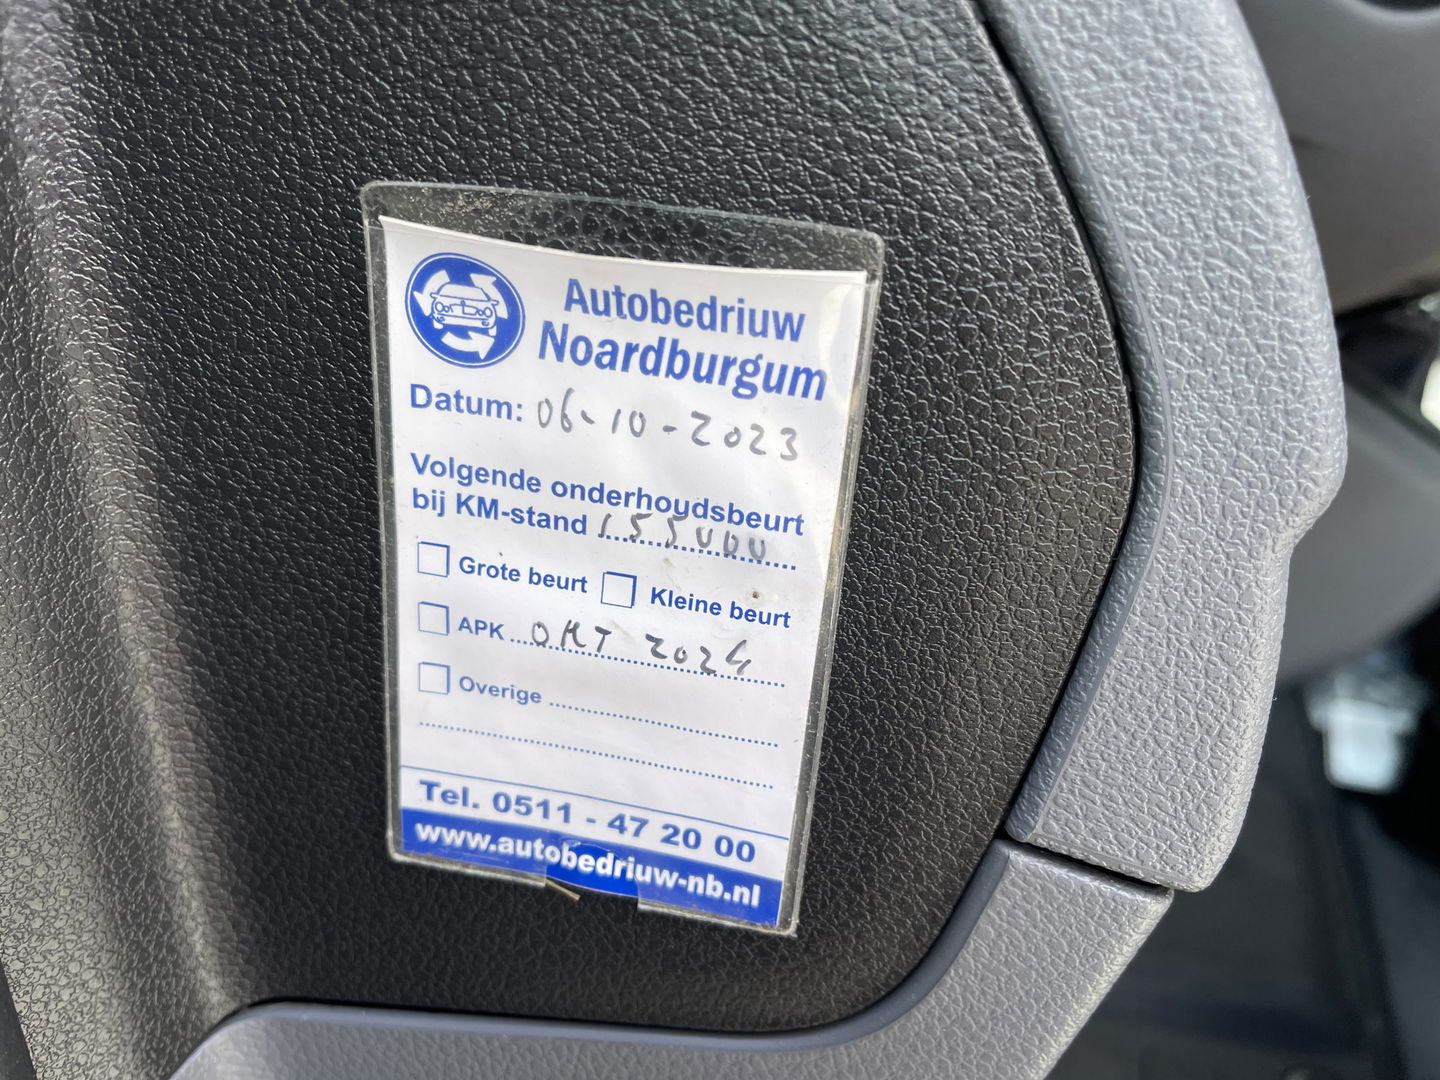 Autobedriuw
Noardburgum
Datum: 06-10-2023
Volgende onderhoudsbeurt
bij KM-stand 155000
Grote beurt Kleine beurt
APK OKT 2024
Overige
Tel. 0511 - 47 20 00
www.autobedriuw-nb.nl